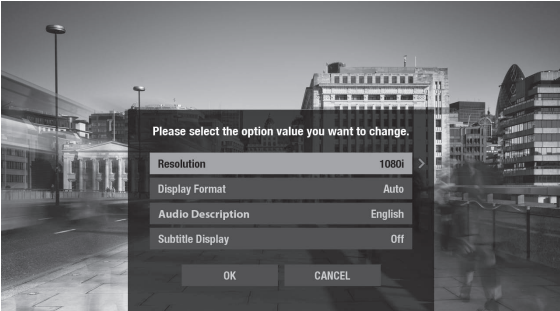 Please select the option value you want to change.
Resolution 1080i >
Display Format Auto
Audio Description English
Subtitle Display Off
OK CANCEL